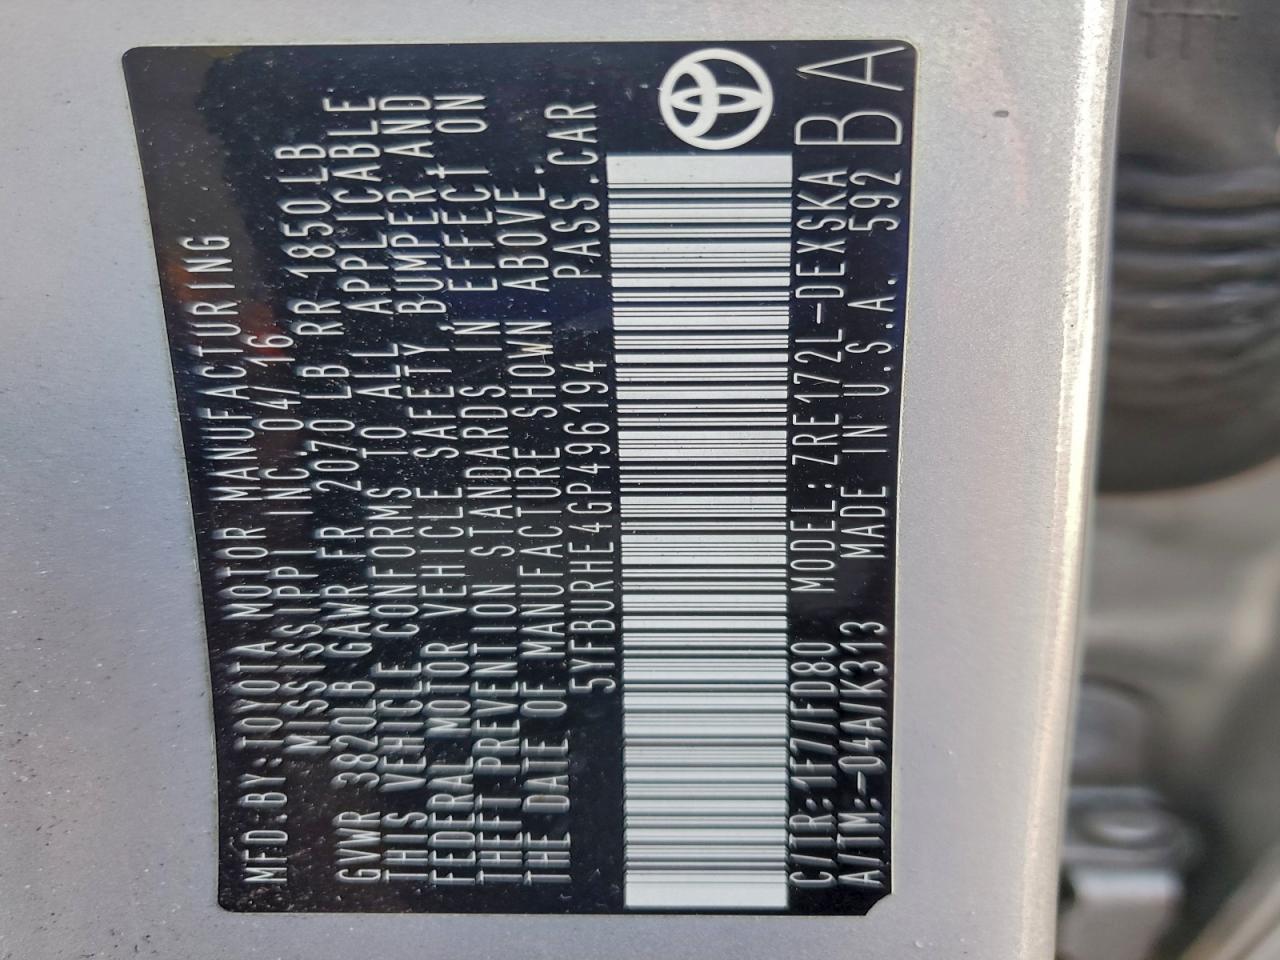 MFD.BY:TOYOTA MOTOR MANUFACTURING
MISSISSIPPI INC. 04/16
GVWR 3820LB GAWR FR 2070LB RR 1850LB
THIS VEHICLE CONFORMS TO ALL APPLICABLE
FEDERAL MOTOR VEHICLE SAFETY, BUMPER AND
THEFT PREVENTION STANDARDS IN EFFECT ON
THE DATE OF MANUFACTURE SHOWN ABOVE.
5YFBURHE4GP496194 PASS.CAR
C/TR:1F7/FD80 MODEL:ZRE172L-DEXSKA B
A/TM:-04A/K313 MADE IN U.S.A. 592 BA